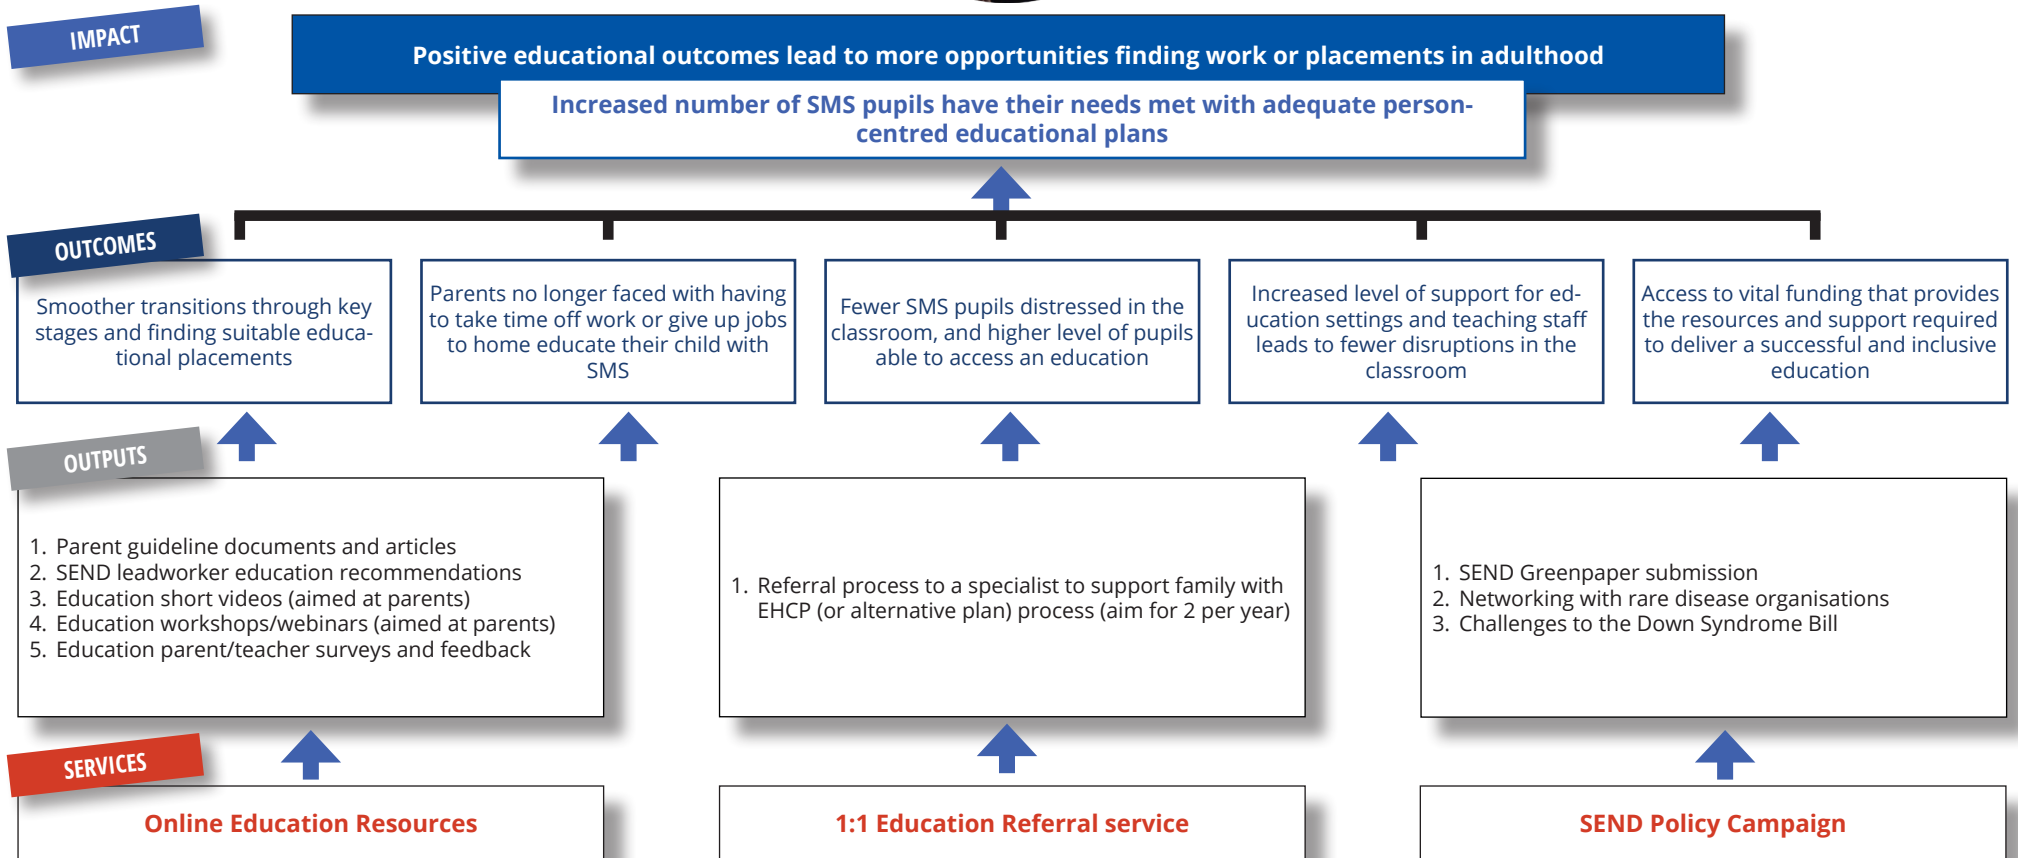 IMPACT
Positive educational outcomes lead to more opportunities finding work or placements in adulthood
Increased number of SMS pupils have their needs met with adequate person-
centred educational plans
OUTCOMES
Smoother transitions through key
stages and finding suitable educa-
tional placements
Parents no longer faced with having
to take time off work or give up jobs
to home educate their child with
SMS
Fewer SMS pupils distressed in the
classroom, and higher level of pupils
able to access an education
Increased level of support for ed-
ucation settings and teaching staff
leads to fewer disruptions in the
classroom
Access to vital funding that provides
the resources and support required
to deliver a successful and inclusive
education
OUTPUTS
1. Parent guideline documents and articles
2. SEND leadworker education recommendations
3. Education short videos (aimed at parents)
4. Education workshops/webinars (aimed at parents)
5. Education parent/teacher surveys and feedback
1. Referral process to a specialist to support family with
EHCP (or alternative plan) process (aim for 2 per year)
1. SEND Greenpaper submission
2. Networking with rare disease organisations
3. Challenges to the Down Syndrome Bill
SERVICES
Online Education Resources
1:1 Education Referral service
SEND Policy Campaign